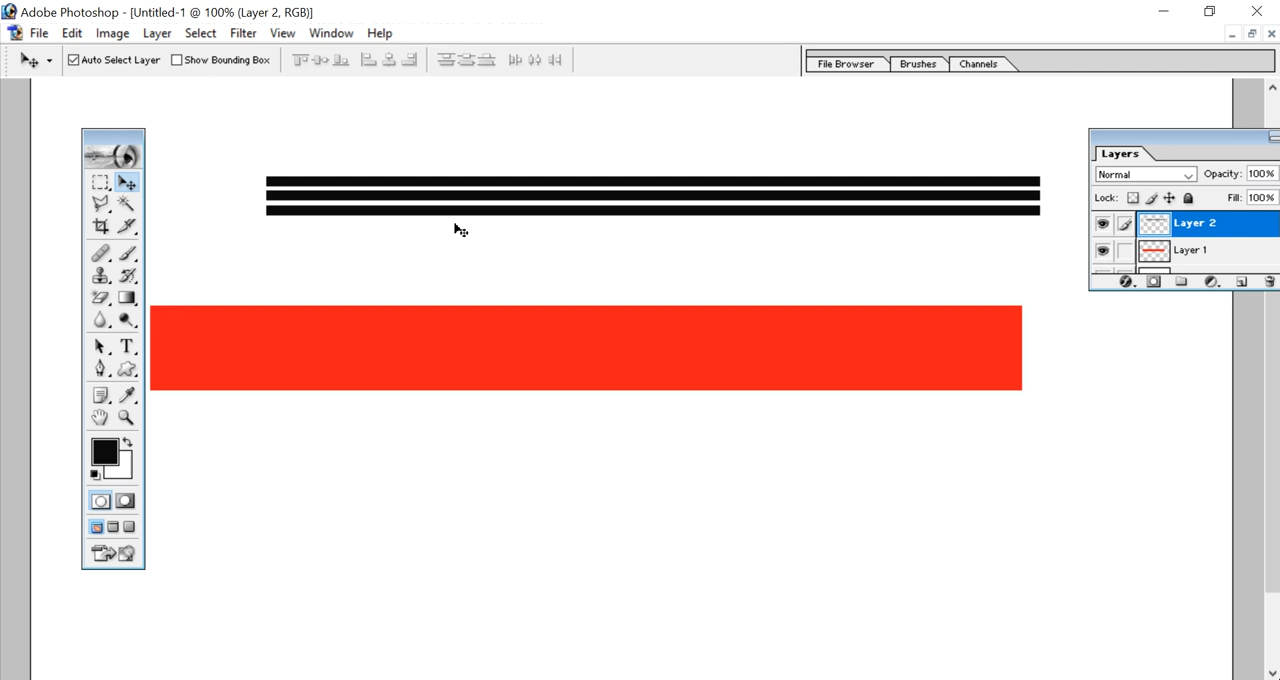 Adobe Photoshop - [Untitled-1 @ 100% (Layer 2, RGB)]
File Edit Image Layer Select Filter View Window Help
Auto Select Layer Show Bounding Box
File Browser Brushes Channels
Layers
Normal Opacity: 100%
Lock: Fill: 100%
Layer 2
Layer 1